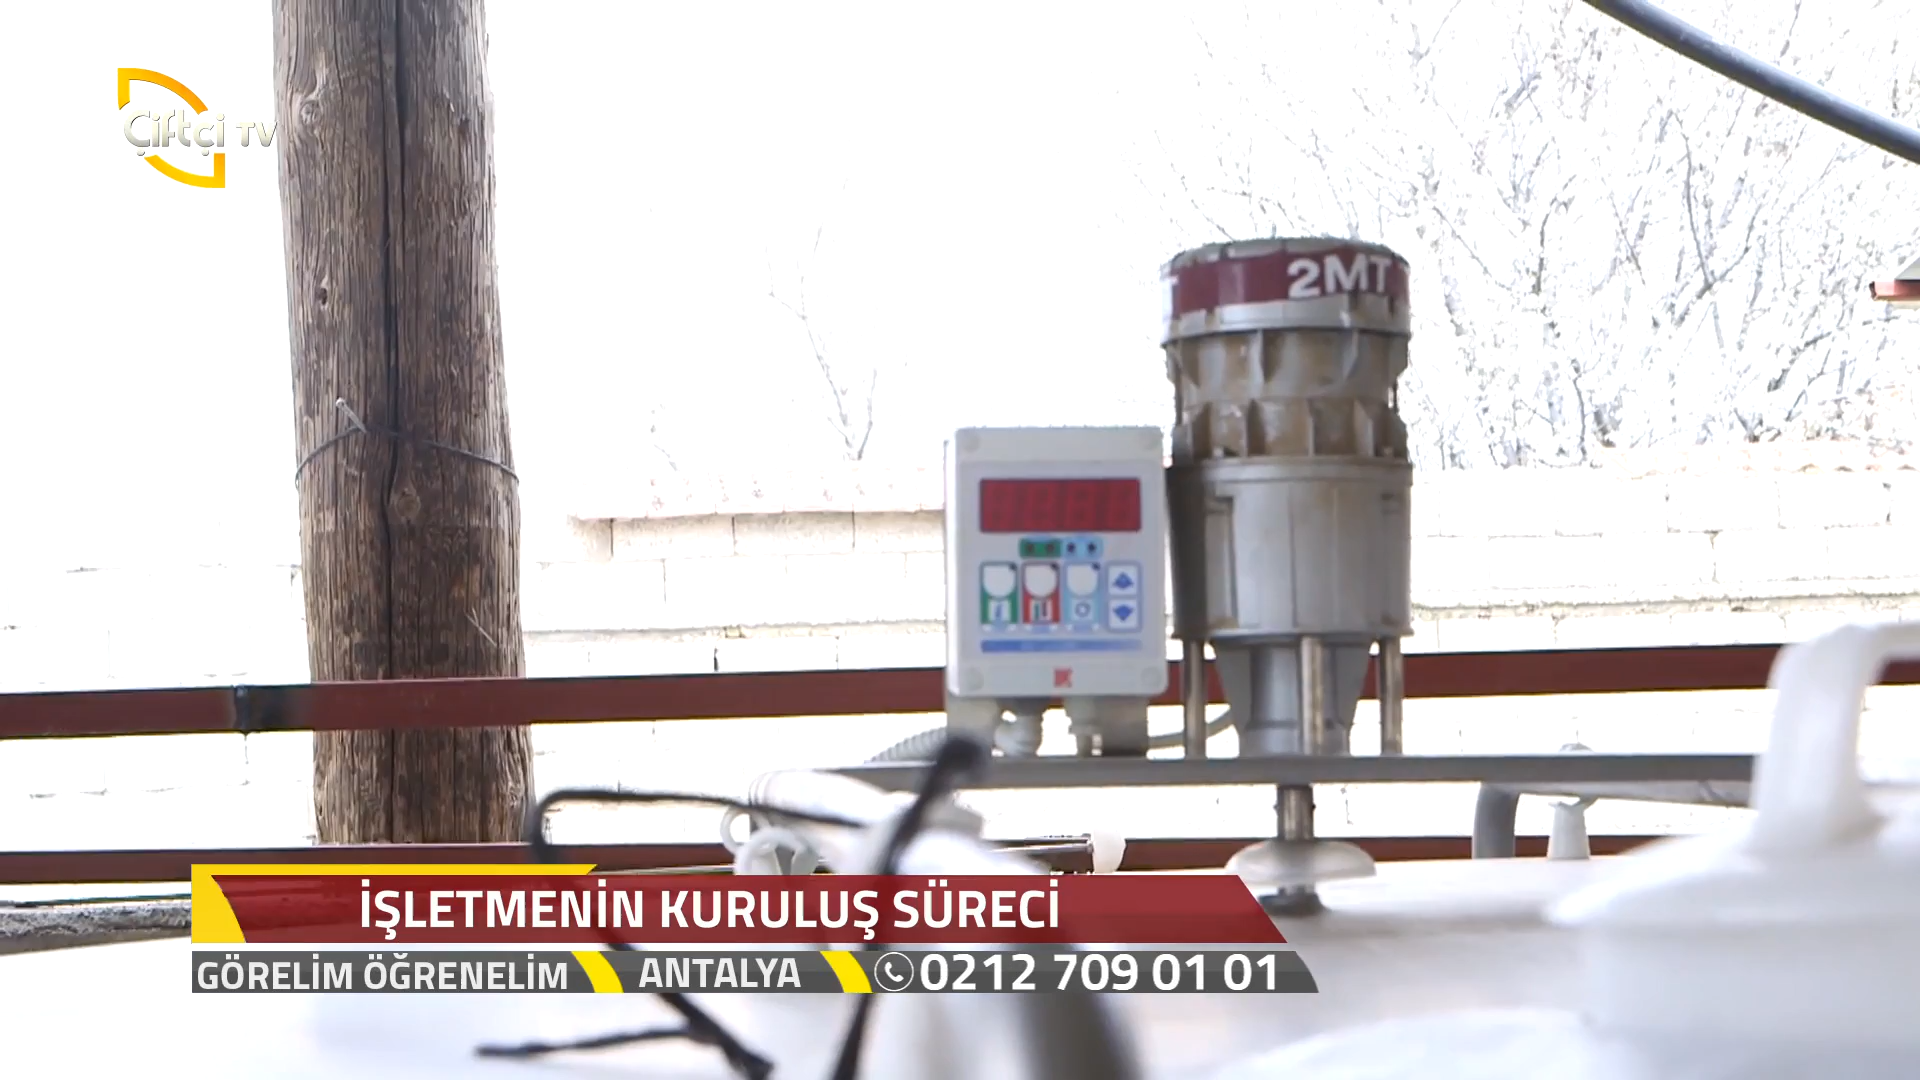 Çiftçi TV
2MT
İŞLETMENİN KURULUŞ SÜRECİ
GÖRELİM ÖĞRENELİM ANTALYA 0212 709 01 01